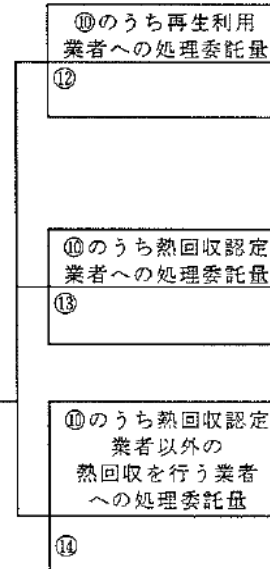 ⑩のうち再生利用
業者への処理委託量
⑫
⑩のうち熱回収認定
業者への処理委託量
⑬
⑩のうち熱回収認定
業者以外の
熱回収を行う業者
への処理委託量
⑭